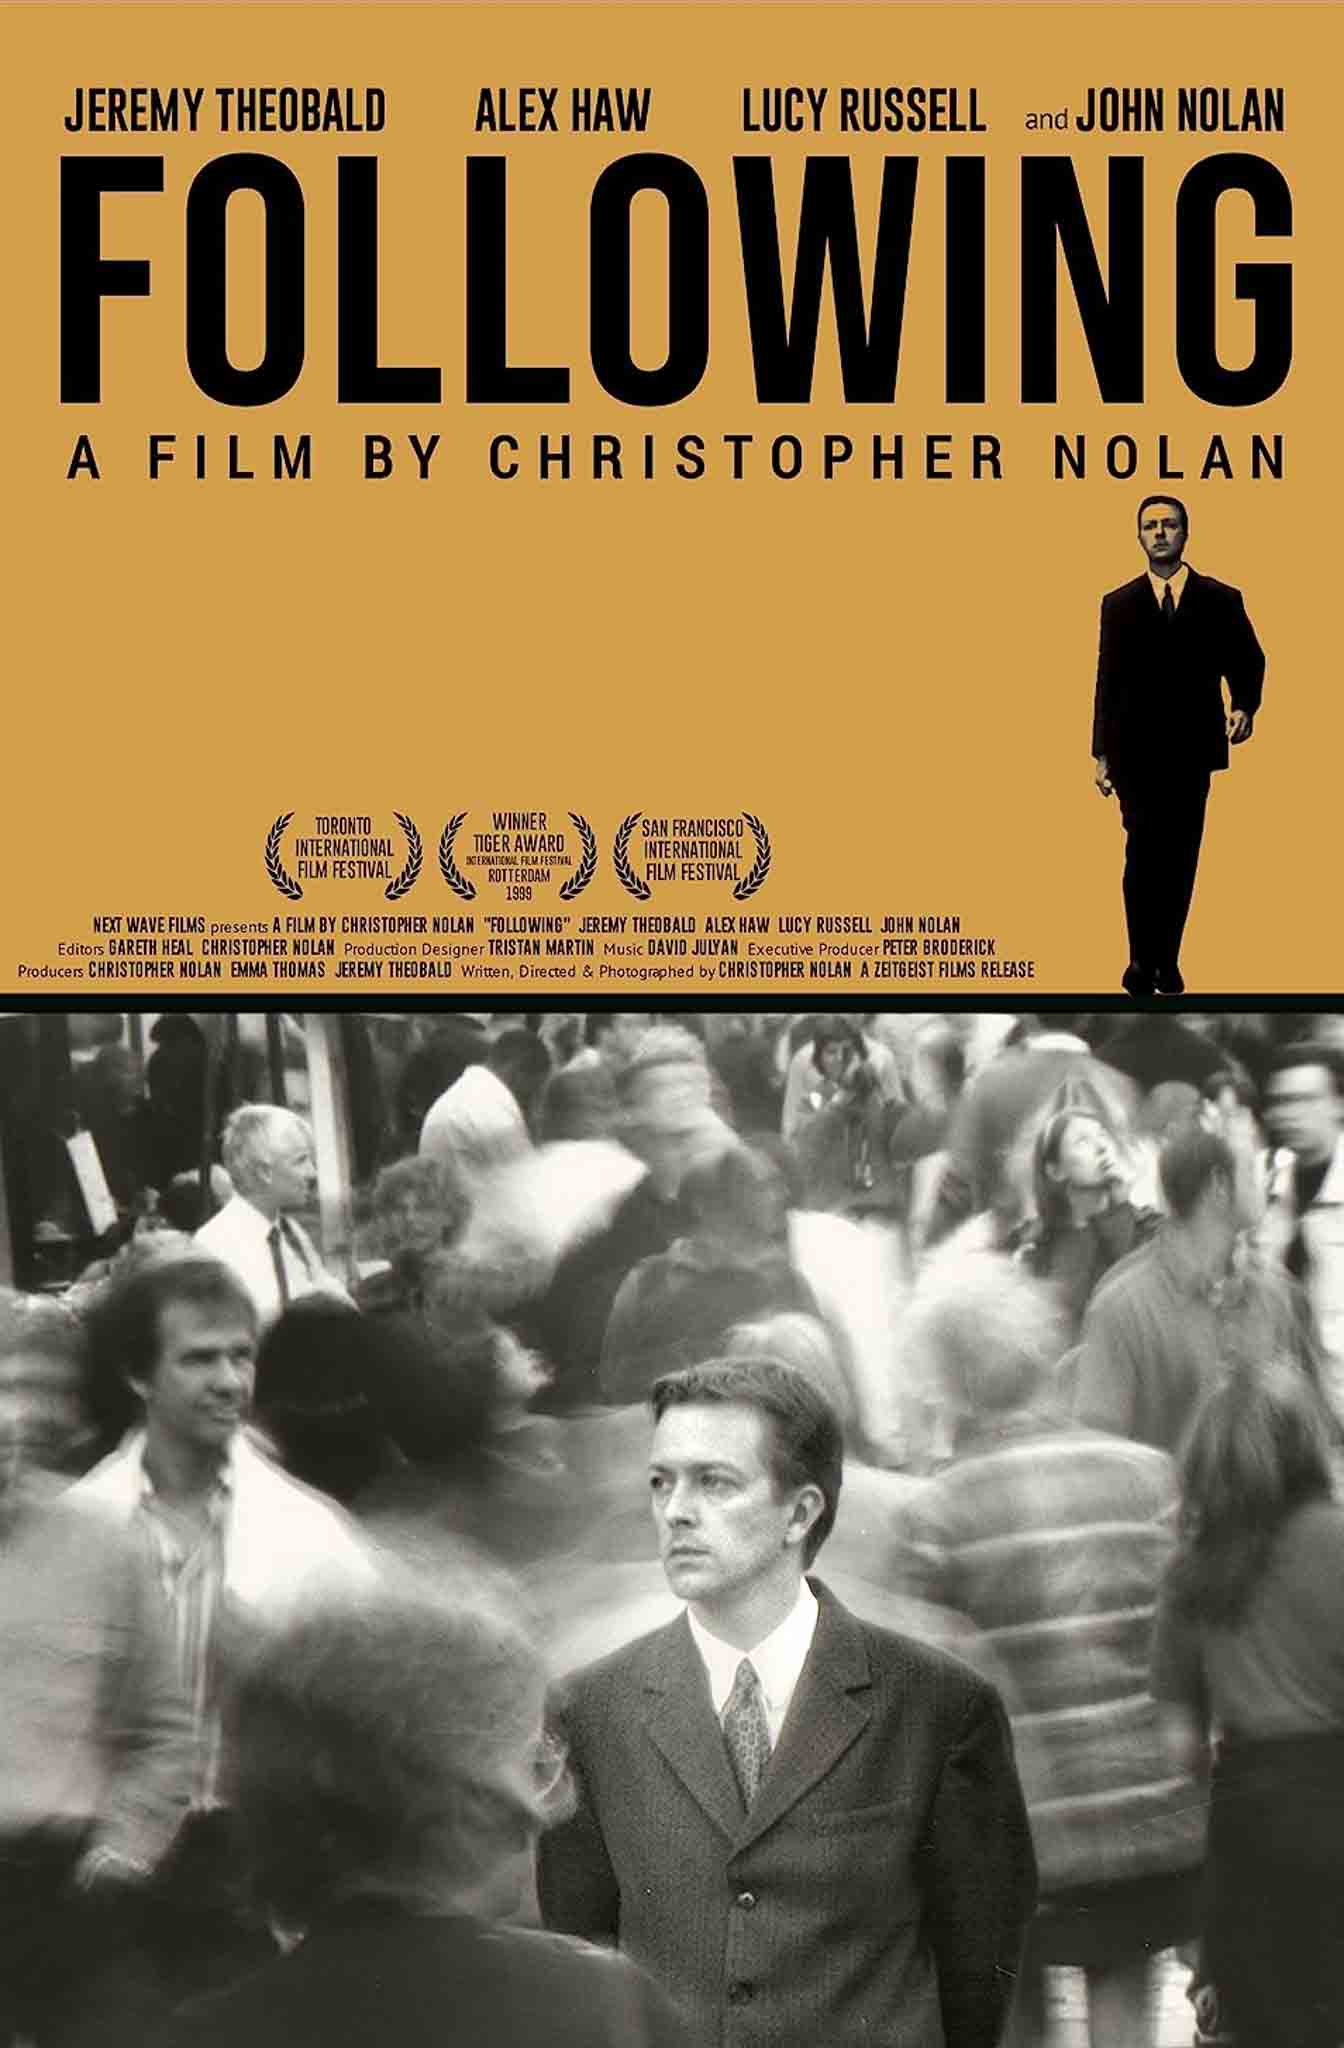 JEREMY THEOBALD ALEX HAW LUCY RUSSELL and JOHN NOLAN
FOLLOWING
A FILM BY CHRISTOPHER NOLAN
TORONTO
INTERNATIONAL
FILM FESTIVAL
WINNER
TIGER AWARD
INTERNATIONAL FILM FESTIVAL
ROTTERDAM
1999
SAN FRANCISCO
INTERNATIONAL
FILM FESTIVAL
NEXT WAVE FILMS presents A FILM BY CHRISTOPHER NOLAN "FOLLOWING" JEREMY THEOBALD ALEX HAW LUCY RUSSELL JOHN NOLAN
Editors GARETH HEAL CHRISTOPHER NOLAN Production Designer TRISTAN MARTIN Music DAVID JULYAN Executive Producer PETER BRODERICK
Producers CHRISTOPHER NOLAN EMMA THOMAS JEREMY THEOBALD Written, Directed & Photographed by CHRISTOPHER NOLAN A ZEITGEIST FILMS RELEASE